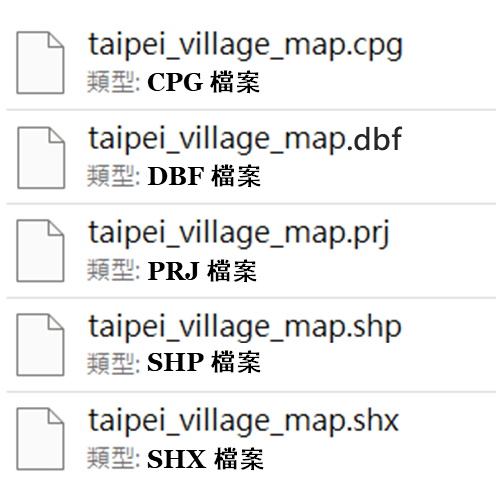 taipei_village_map.cpg
類型: CPG 檔案
taipei_village_map.dbf
類型: DBF 檔案
taipei_village_map.prj
類型: PRJ 檔案
taipei_village_map.shp
類型: SHP 檔案
taipei_village_map.shx
類型: SHX 檔案